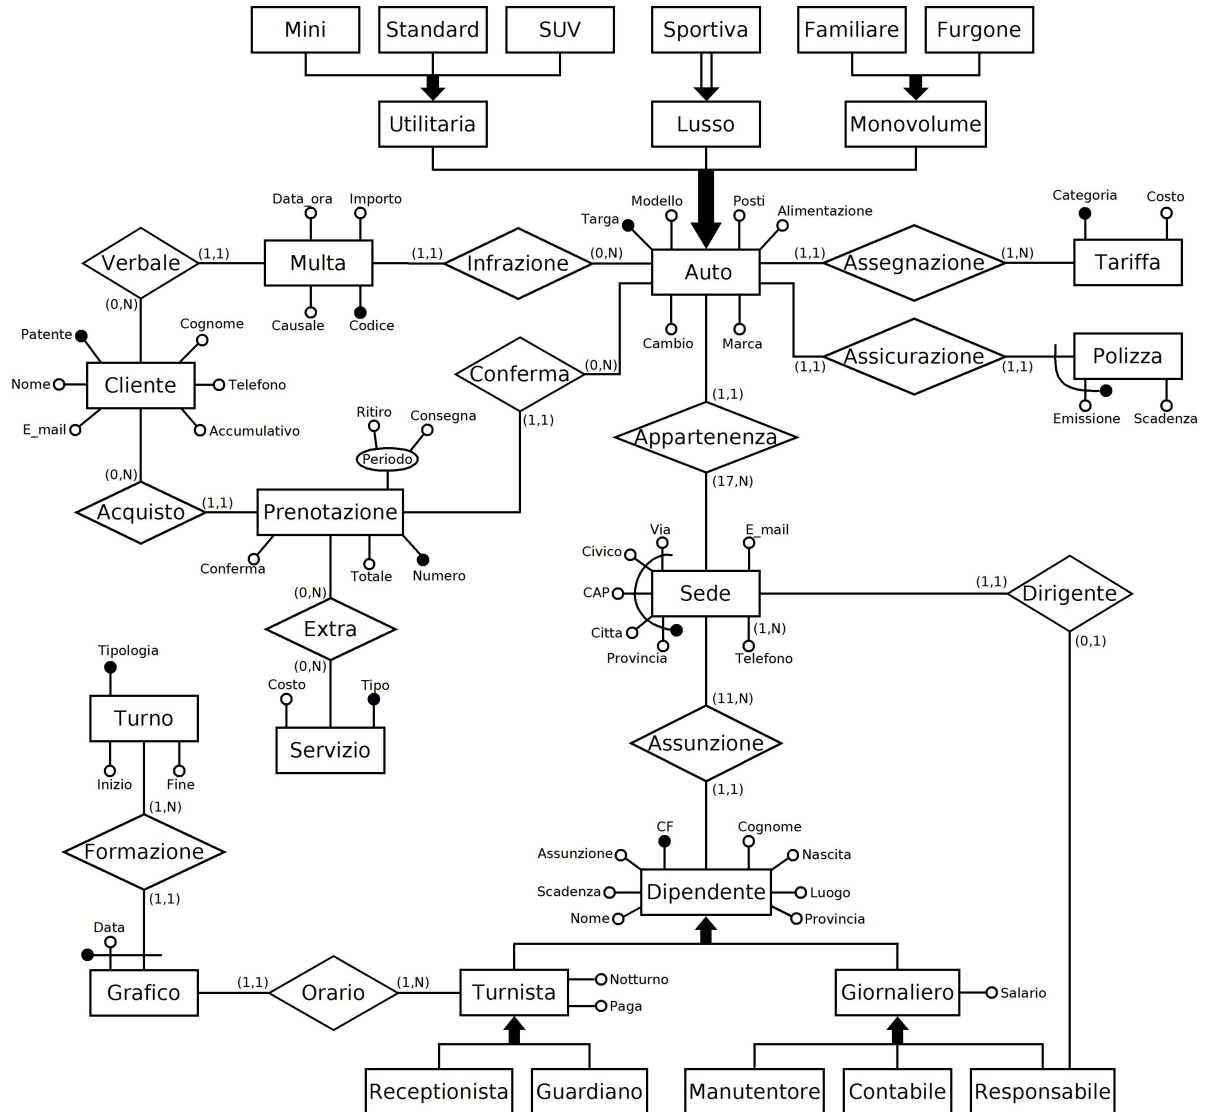 Mini Standard SUV Sportiva Familiare Furgone
Utilitaria Lusso Monovolume
Data_ora Importo Modello Posti Categoria Costo
Targa Alimentazione
Verbale (1,1) Multa (1,1) Infrazione (0,N) Auto (1,1) Assegnazione (1,N) Tariffa
(0,N) Causale Codice
Patente Cognome Cambio Marca
Nome Cliente Telefono Conferma (0,N) (1,1) Assicurazione (1,1) Polizza
E_mail Accumulativo (1,1) (1,1) Emissione Scadenza
Ritiro Consegna
Periodo Appartenenza
(0,N) (17,N)
Acquisto (1,1) Prenotazione
Via E_mail
Conferma Totale Numero Civico
(0,N) CAP Sede (1,1) Dirigente
Extra Citta (1,N) (0,1)
(0,N) Provincia Telefono
Tipologia
Costo Tipo (11,N)
Turno Servizio Assunzione
Inizio Fine (1,1)
(1,N)
CF Cognome
Formazione Assunzione Nascita
(1,1) Scadenza Dipendente Luogo
Nome Provincia
Data
Grafico (1,1) Orario (1,N) Turnista Notturno Giornaliero Salario
Paga
Receptionista Guardiano Manutentore Contabile Responsabile